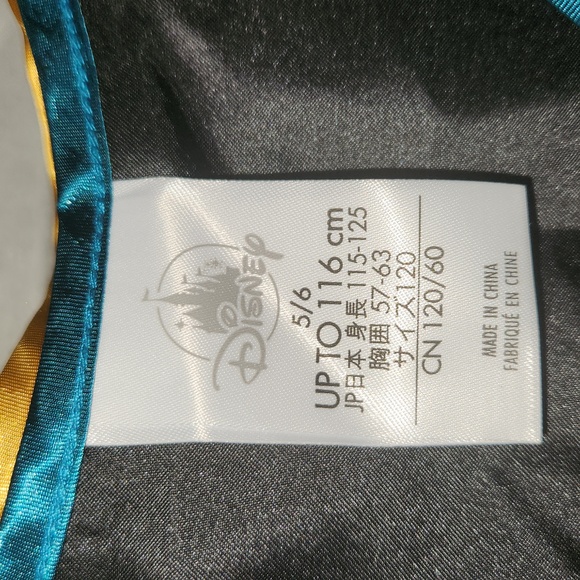 DISNEY
5/6
UP TO 116 cm
JP日本 身長 115-125
胸囲 57-63
サイズ120
CN 120/60
MADE IN CHINA
FABRIQUÉ EN CHINE